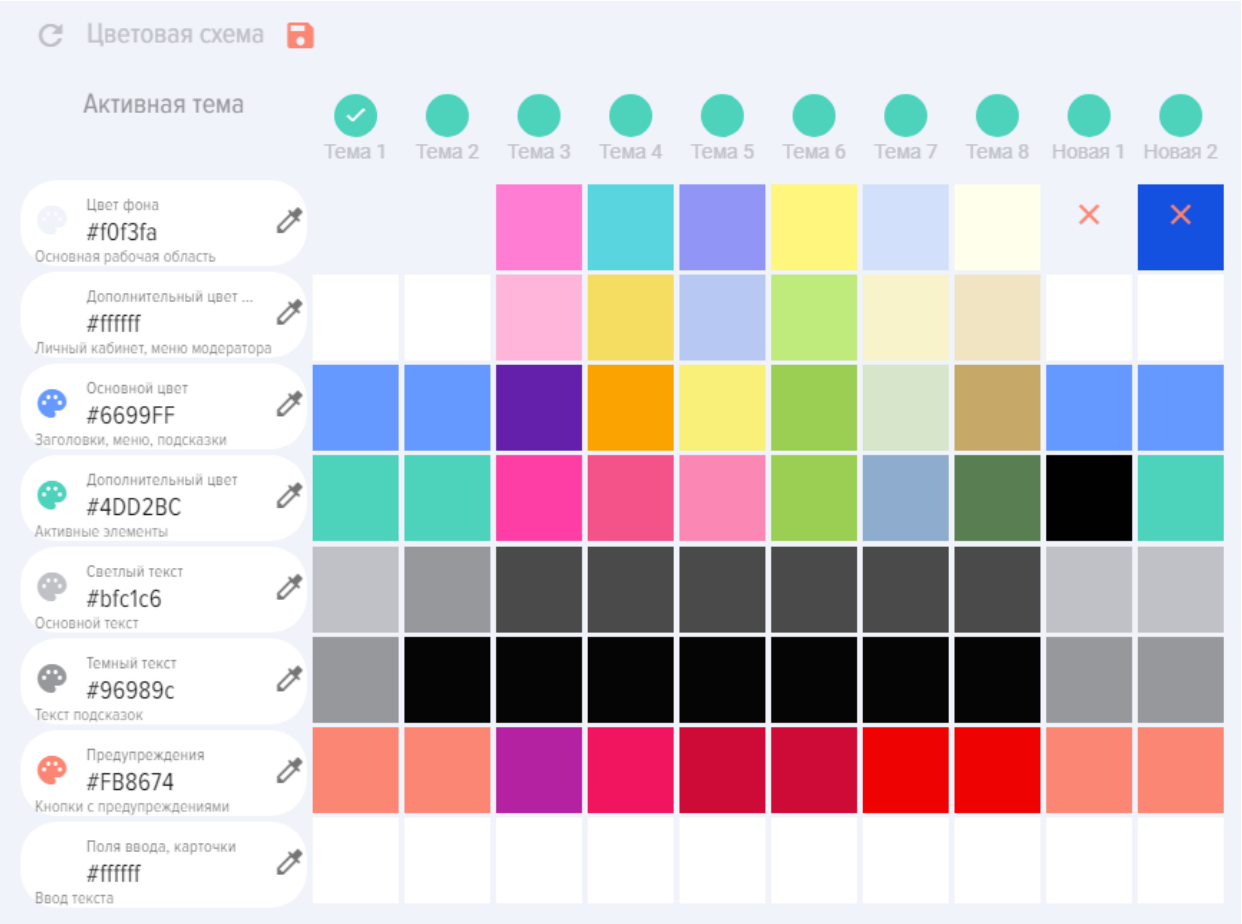 Цветовая схема
Активная тема
Тема 1 Тема 2 Тема 3 Тема 4 Тема 5 Тема 6 Тема 7 Тема 8 Новая 1 Новая 2
Цвет фона
#f0f3fa
Основная рабочая область
Дополнительный цвет ...
#ffffff
Личный кабинет, меню модератора
Основной цвет
#6699FF
Заголовки, меню, подсказки
Дополнительный цвет
#4DD2BC
Активные элементы
Светлый текст
#bfc1c6
Основной текст
Темный текст
#96989c
Текст подсказок
Предупреждения
#FB8674
Кнопки с предупреждениями
Поля ввода, карточки
#ffffff
Ввод текста